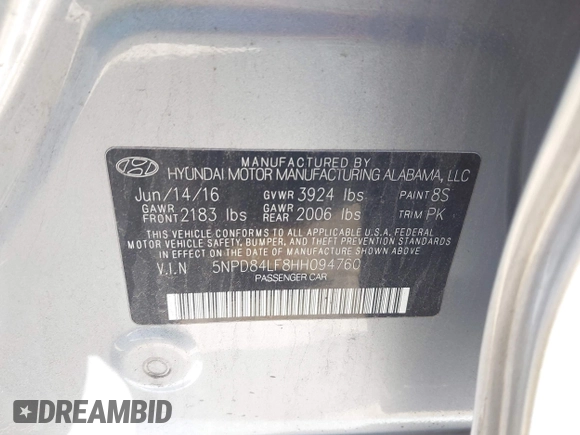 MANUFACTURED BY
HYUNDAI MOTOR MANUFACTURING ALABAMA, LLC
Jun/14/16 GVWR 3924 lbs PAINT 8S
GAWR FRONT 2183 lbs GAWR REAR 2006 lbs TRIM PK
THIS VEHICLE CONFORMS TO ALL APPLICABLE U.S.A. FEDERAL
MOTOR VEHICLE SAFETY, BUMPER, AND THEFT PREVENTION STANDARDS
IN EFFECT ON THE DATE OF MANUFACTURE SHOWN ABOVE.
V.I.N 5NPD84LF8HH094760
PASSENGER CAR
DREAMBID